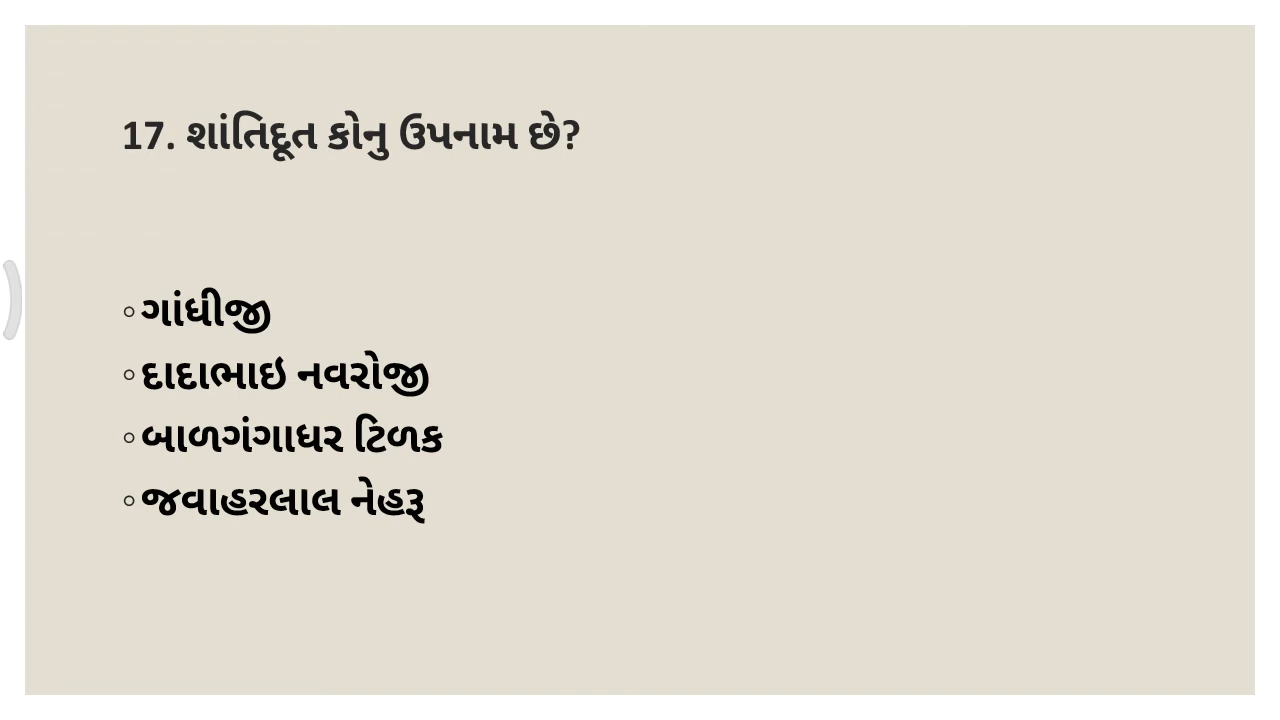 17. શાંતિદૂત કોનુ ઉપનામ છે?
◦ગાંધીજી
◦દાદાભાઇ નવરોજી
◦બાળગંગાધર ટિળક
◦જવાહરલાલ નેહરૂ